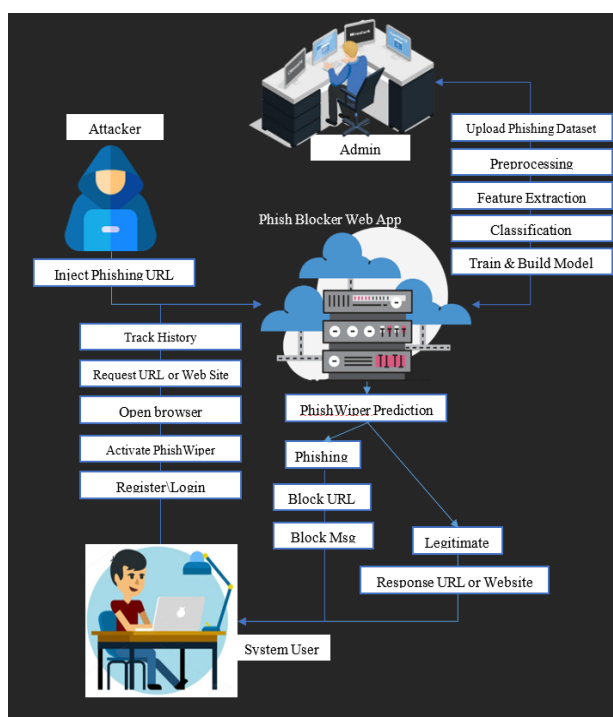 Attacker
Admin
Upload Phishing Dataset
Preprocessing
Feature Extraction
Classification
Train & Build Model
Phish Blocker Web App
Inject Phishing URL
Track History
Request URL or Web Site
Open browser
Activate PhishWiper
Register\Login
PhishWiper Prediction
Phishing
Block URL
Block Msg
Legitimate
Response URL or Website
System User